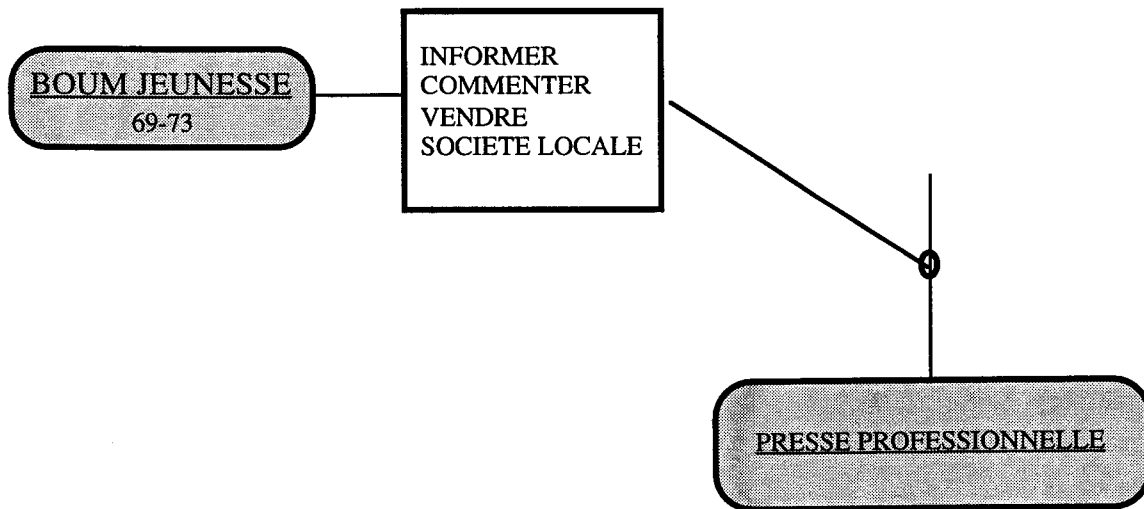 BOUM JEUNESSE
69-73
INFORMER
COMMENTER
VENDRE
SOCIETE LOCALE
PRESSE PROFESSIONNELLE